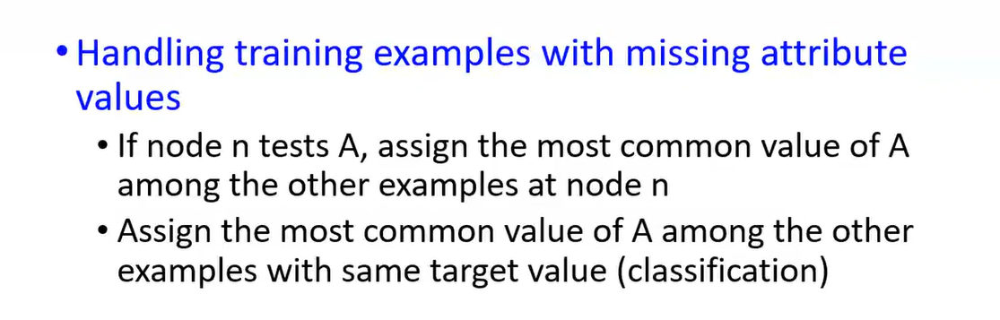 • Handling training examples with missing attribute
values
• If node n tests A, assign the most common value of A
among the other examples at node n
• Assign the most common value of A among the other
examples with same target value (classification)